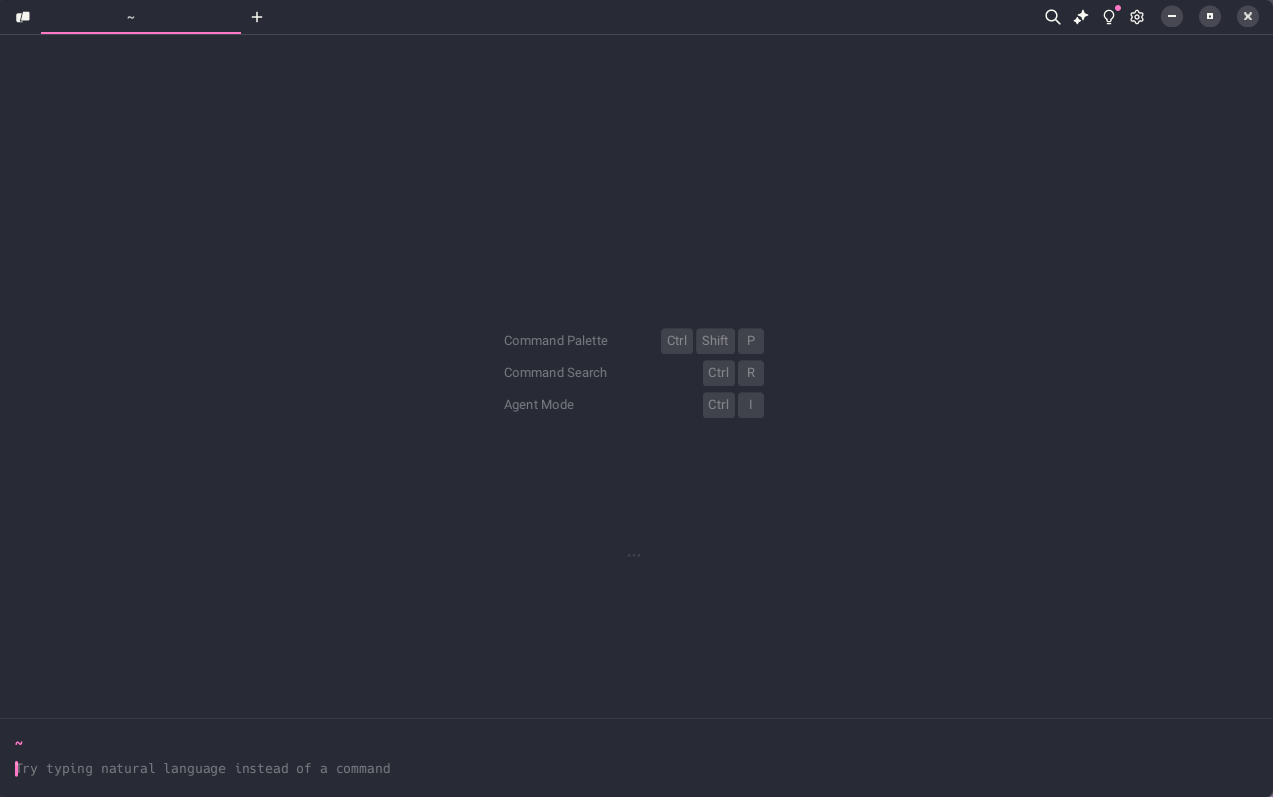 ~
Command Palette Ctrl Shift P
Command Search Ctrl R
Agent Mode Ctrl I
...
~
Try typing natural language instead of a command